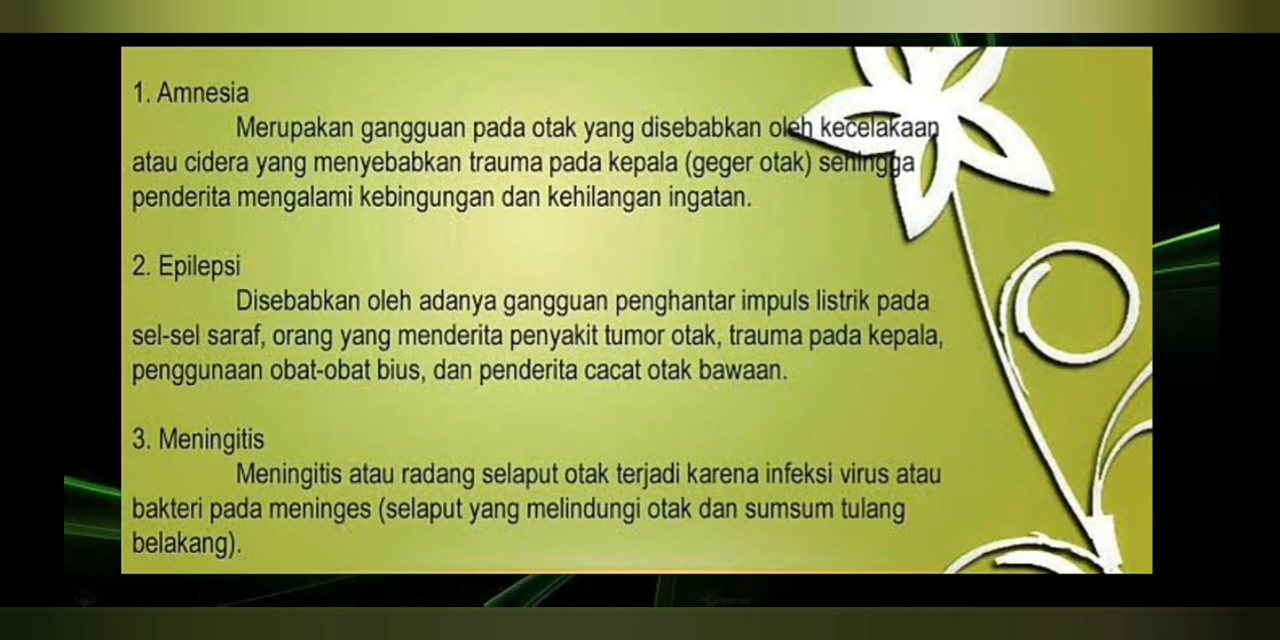 1. Amnesia
Merupakan gangguan pada otak yang disebabkan oleh kecelakaan
atau cidera yang menyebabkan trauma pada kepala (geger otak) sehingga
penderita mengalami kebingungan dan kehilangan ingatan.
2. Epilepsi
Disebabkan oleh adanya gangguan penghantar impuls listrik pada
sel-sel saraf, orang yang menderita penyakit tumor otak, trauma pada kepala,
penggunaan obat-obat bius, dan penderita cacat otak bawaan.
3. Meningitis
Meningitis atau radang selaput otak terjadi karena infeksi virus atau
bakteri pada meninges (selaput yang melindungi otak dan sumsum tulang
belakang).